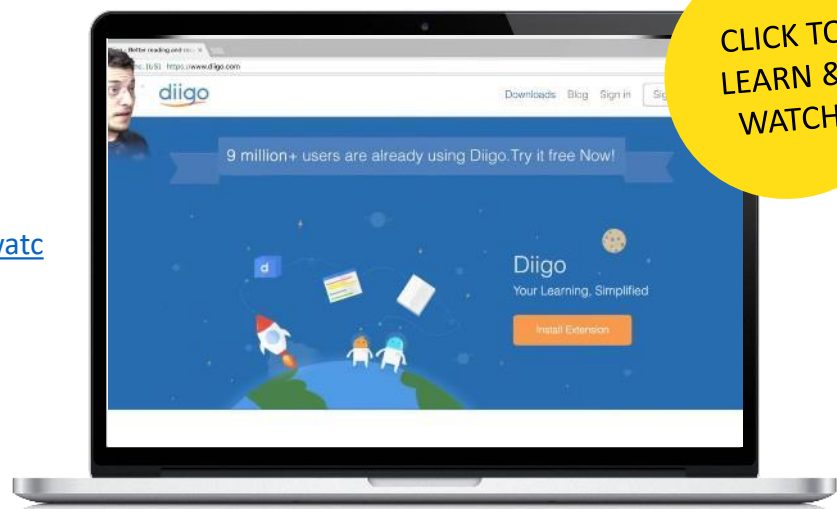 CLICK TO
LEARN &
WATCH
https://www.diigo.com
diigo
Downloads Blog Sign in
9 million+ users are already using Diigo.Try it free Now!
vatc
d
Diigo
Your Learning, Simplified
Install Extension